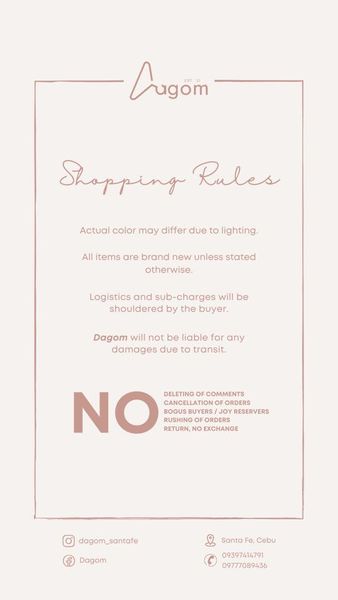 EST '21
Dagom
Shopping Rules
Actual color may differ due to lighting.
All items are brand new unless stated
otherwise.
Logistics and sub-charges will be
shouldered by the buyer.
Dagom will not be liable for any
damages due to transit.
NO
DELETING OF COMMENTS
CANCELLATION OF ORDERS
BOGUS BUYERS / JOY RESERVERS
RUSHING OF ORDERS
RETURN, NO EXCHANGE
dagom_santafe
Dagom
Santa Fe, Cebu
09397414791
09777089436